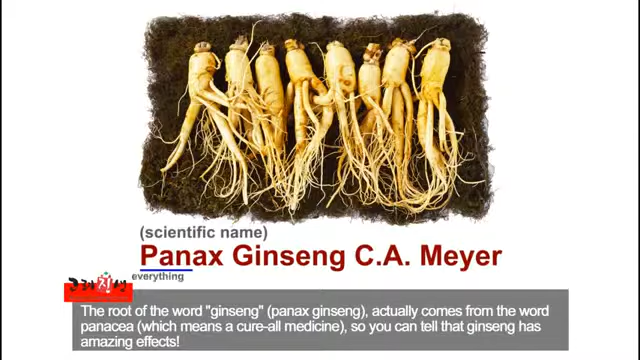 (scientific name)
Panax Ginseng C.A. Meyer
everything
The root of the word "ginseng" (panax ginseng), actually comes from the word
panacea (which means a cure-all medicine), so you can tell that ginseng has
amazing effects!